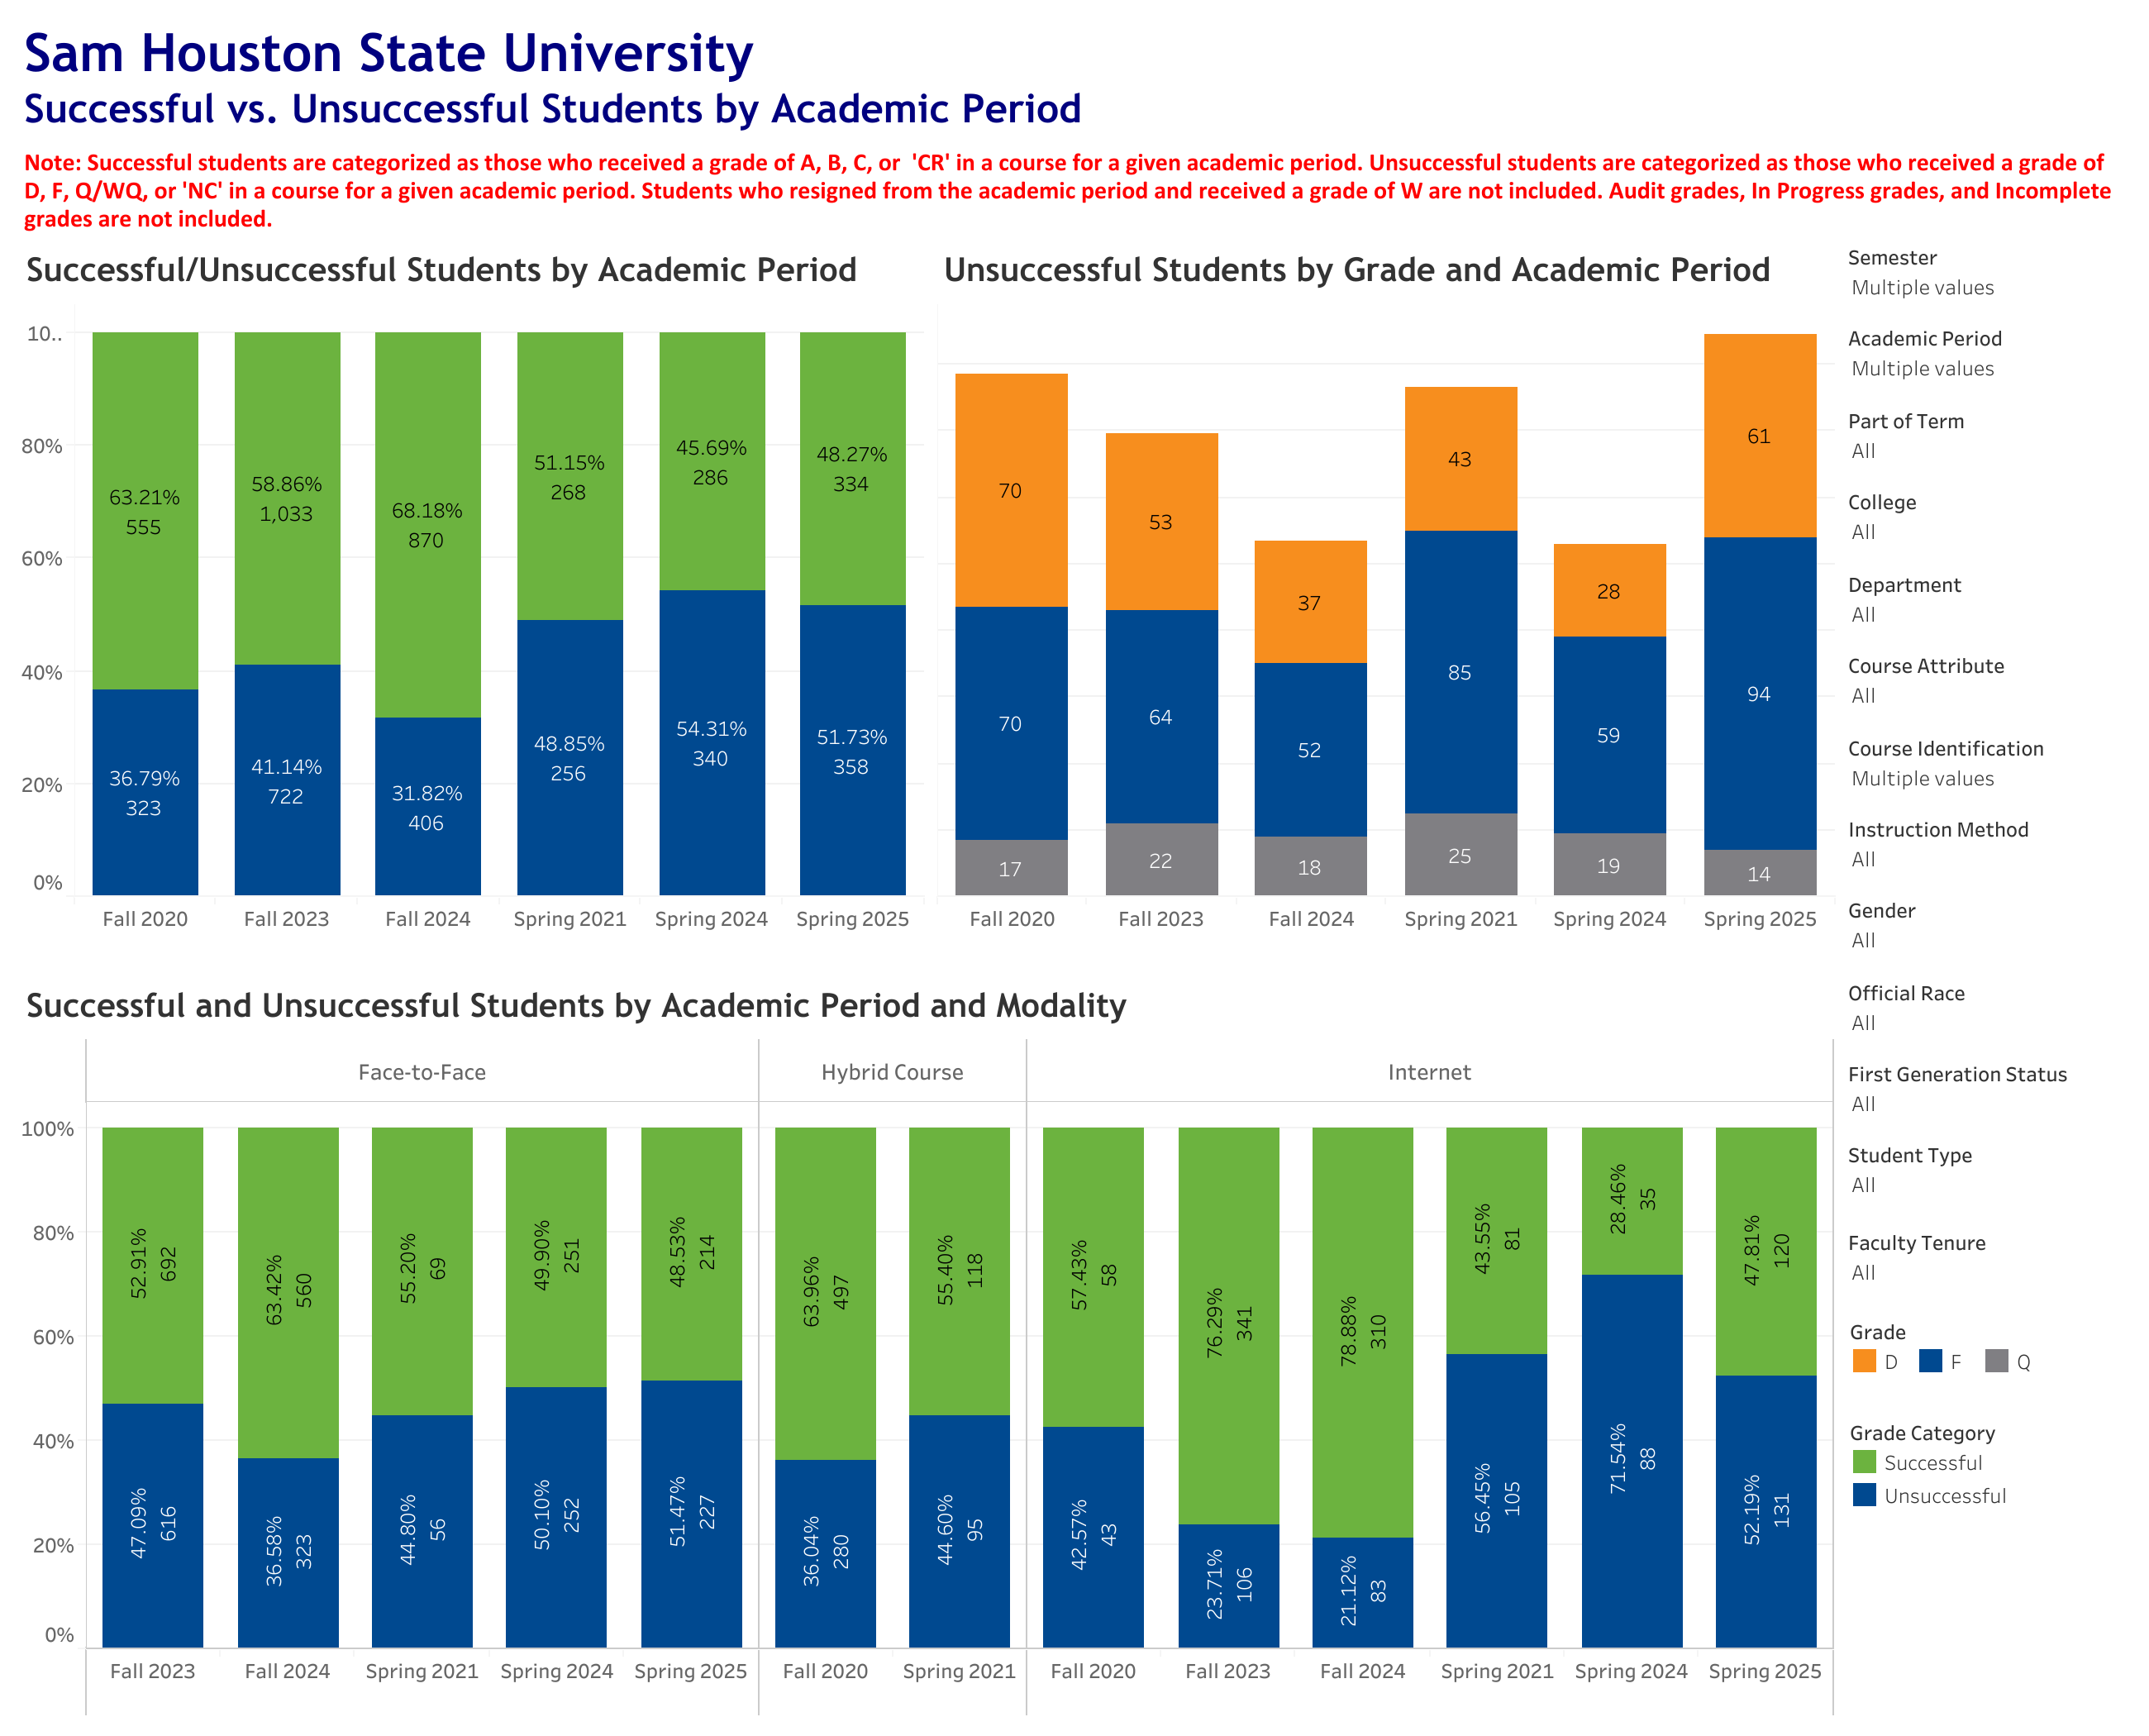 Sam Houston State University
Successful vs. Unsuccessful Students by Academic Period
Note: Successful students are categorized as those who received a grade of A, B, C, or  'CR' in a course for a given academic period. Unsuccessful students are categorized as those who received a grade of
D, F, Q/WQ, or 'NC' in a course for a given academic period. Students who resigned from the academic period and received a grade of W are not included. Audit grades, In Progress grades, and Incomplete
grades are not included.
Successful/Unsuccessful Students by Academic Period
10..
80%
60%
40%
20%
0%
63.21%
555
36.79%
323
58.86%
1,033
41.14%
722
68.18%
870
31.82%
406
51.15%
268
48.85%
256
45.69%
286
54.31%
340
48.27%
334
51.73%
358
Fall 2020 Fall 2023 Fall 2024 Spring 2021 Spring 2024 Spring 2025
Unsuccessful Students by Grade and Academic Period
70
70
17
53
64
22
37
52
18
43
85
25
28
59
19
61
94
14
Fall 2020 Fall 2023 Fall 2024 Spring 2021 Spring 2024 Spring 2025
Semester
Multiple values
Academic Period
Multiple values
Part of Term
All
College
All
Department
All
Course Attribute
All
Course Identification
Multiple values
Instruction Method
All
Gender
All
Official Race
All
First Generation Status
All
Student Type
All
Faculty Tenure
All
Grade
D F Q
Grade Category
Successful
Unsuccessful
Successful and Unsuccessful Students by Academic Period and Modality
Face-to-Face Hybrid Course Internet
100%
80%
60%
40%
20%
0%
52.91%
692
47.09%
616
63.42%
560
36.58%
323
55.20%
69
44.80%
56
49.90%
251
50.10%
252
48.53%
214
51.47%
227
63.96%
497
36.04%
280
55.40%
118
44.60%
95
57.43%
58
42.57%
43
76.29%
341
23.71%
106
78.88%
310
21.12%
83
43.55%
81
56.45%
105
28.46%
35
71.54%
88
47.81%
120
52.19%
131
Fall 2023 Fall 2024 Spring 2021 Spring 2024 Spring 2025 Fall 2020 Spring 2021 Fall 2020 Fall 2023 Fall 2024 Spring 2021 Spring 2024 Spring 2025